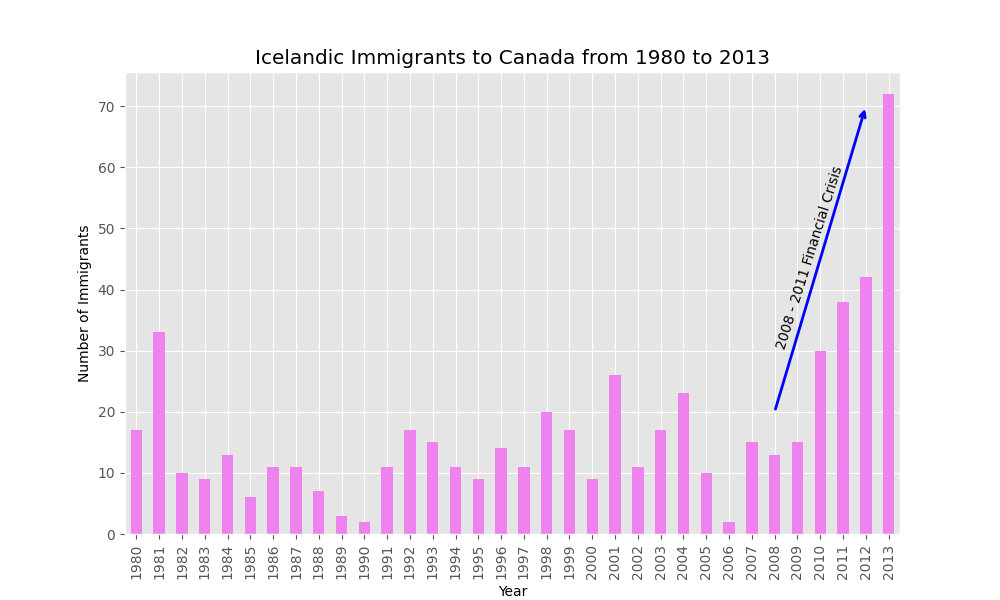 Icelandic Immigrants to Canada from 1980 to 2013
Number of Immigrants
70
60
50
40
30
20
10
0
2008 - 2011 Financial Crisis
1980 1981 1982 1983 1984 1985 1986 1987 1988 1989 1990 1991 1992 1993 1994 1995 1996 1997 1998 1999 2000 2001 2002 2003 2004 2005 2006 2007 2008 2009 2010 2011 2012 2013
Year